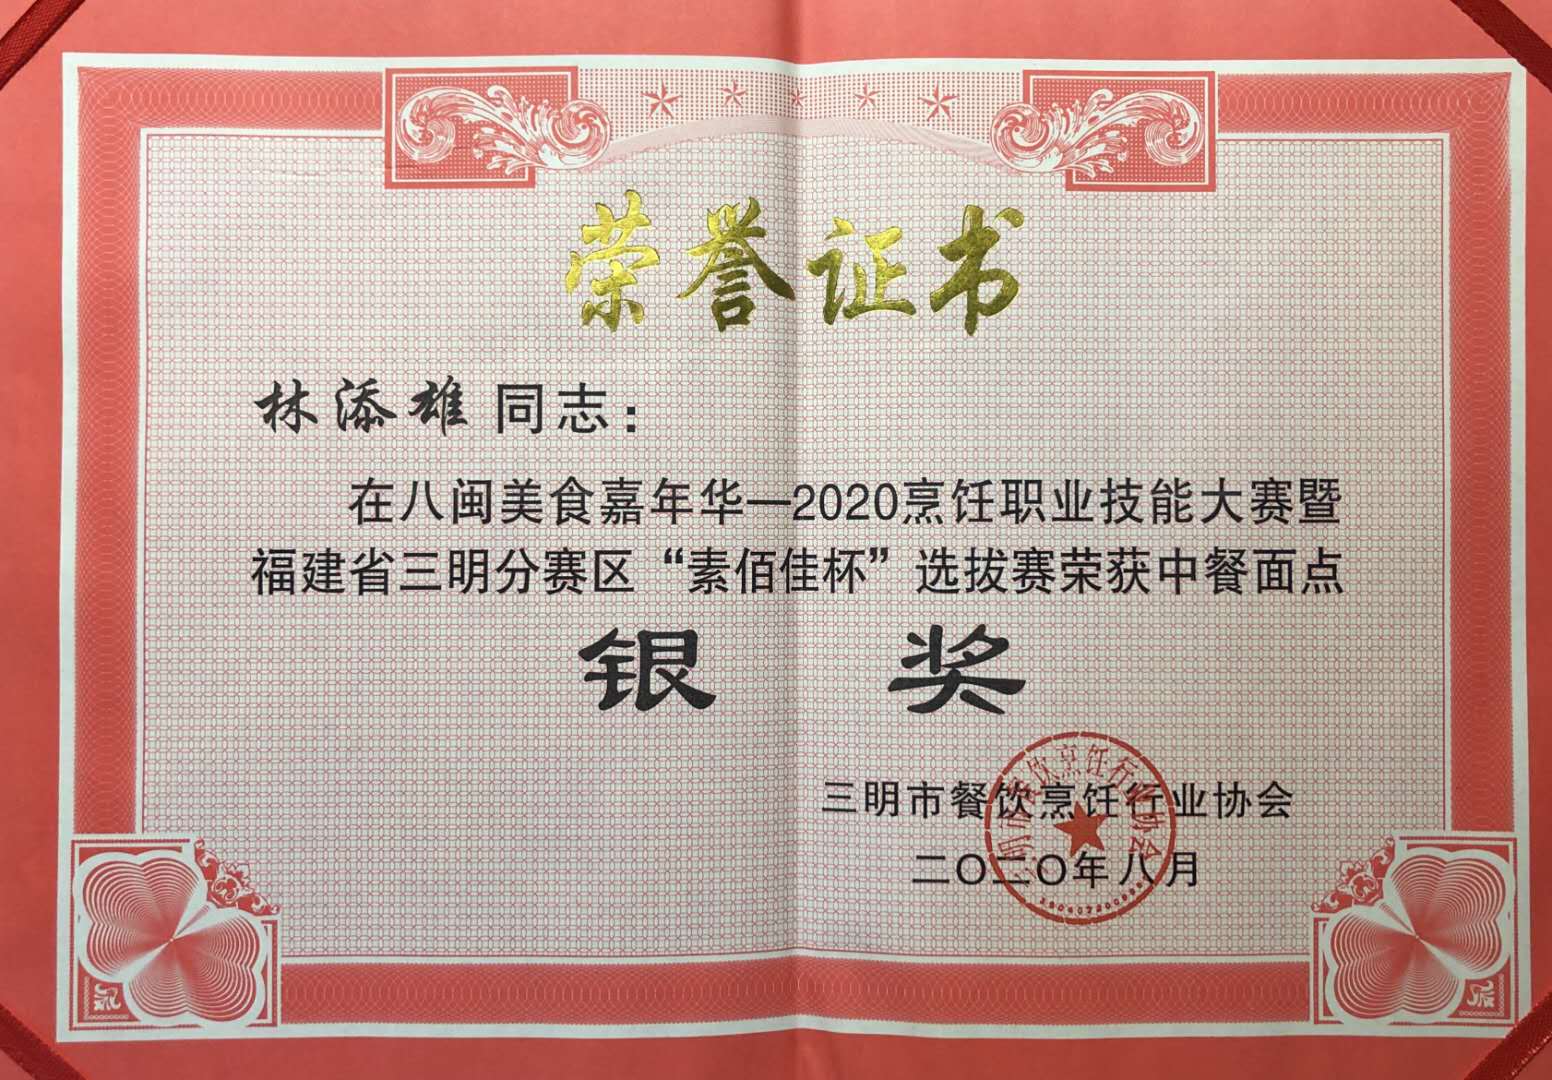 荣誉证书
林添雄同志：
在八闽美食嘉年华—2020烹饪职业技能大赛暨
福建省三明分赛区“素佰佳杯”选拔赛荣获中餐面点
银奖
三明市餐饮烹饪行业协会
二〇二〇年八月